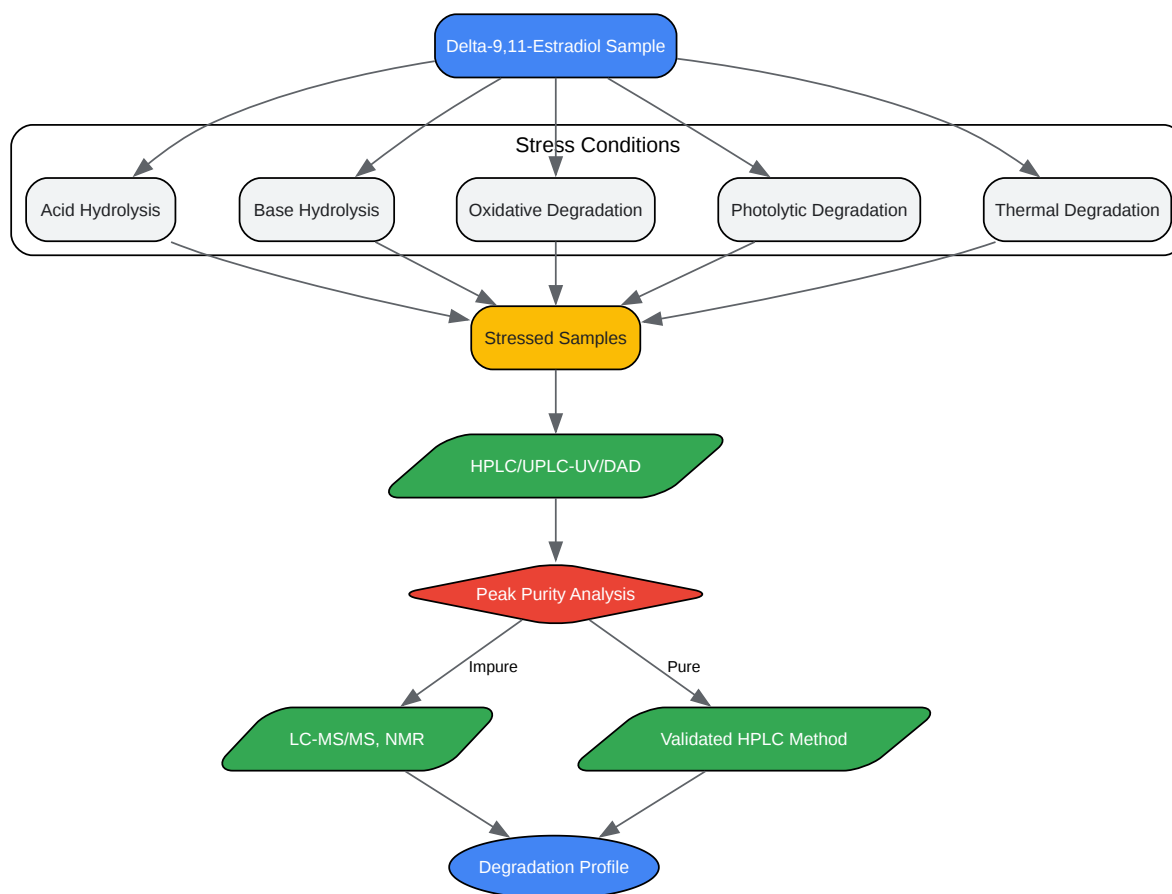 Delta-9,11-Estradiol Sample
Stress Conditions
Acid Hydrolysis
Base Hydrolysis
Oxidative Degradation
Photolytic Degradation
Thermal Degradation
Stressed Samples
HPLC/UPLC-UV/DAD
Peak Purity Analysis
Impure
Pure
LC-MS/MS, NMR
Validated HPLC Method
Degradation Profile